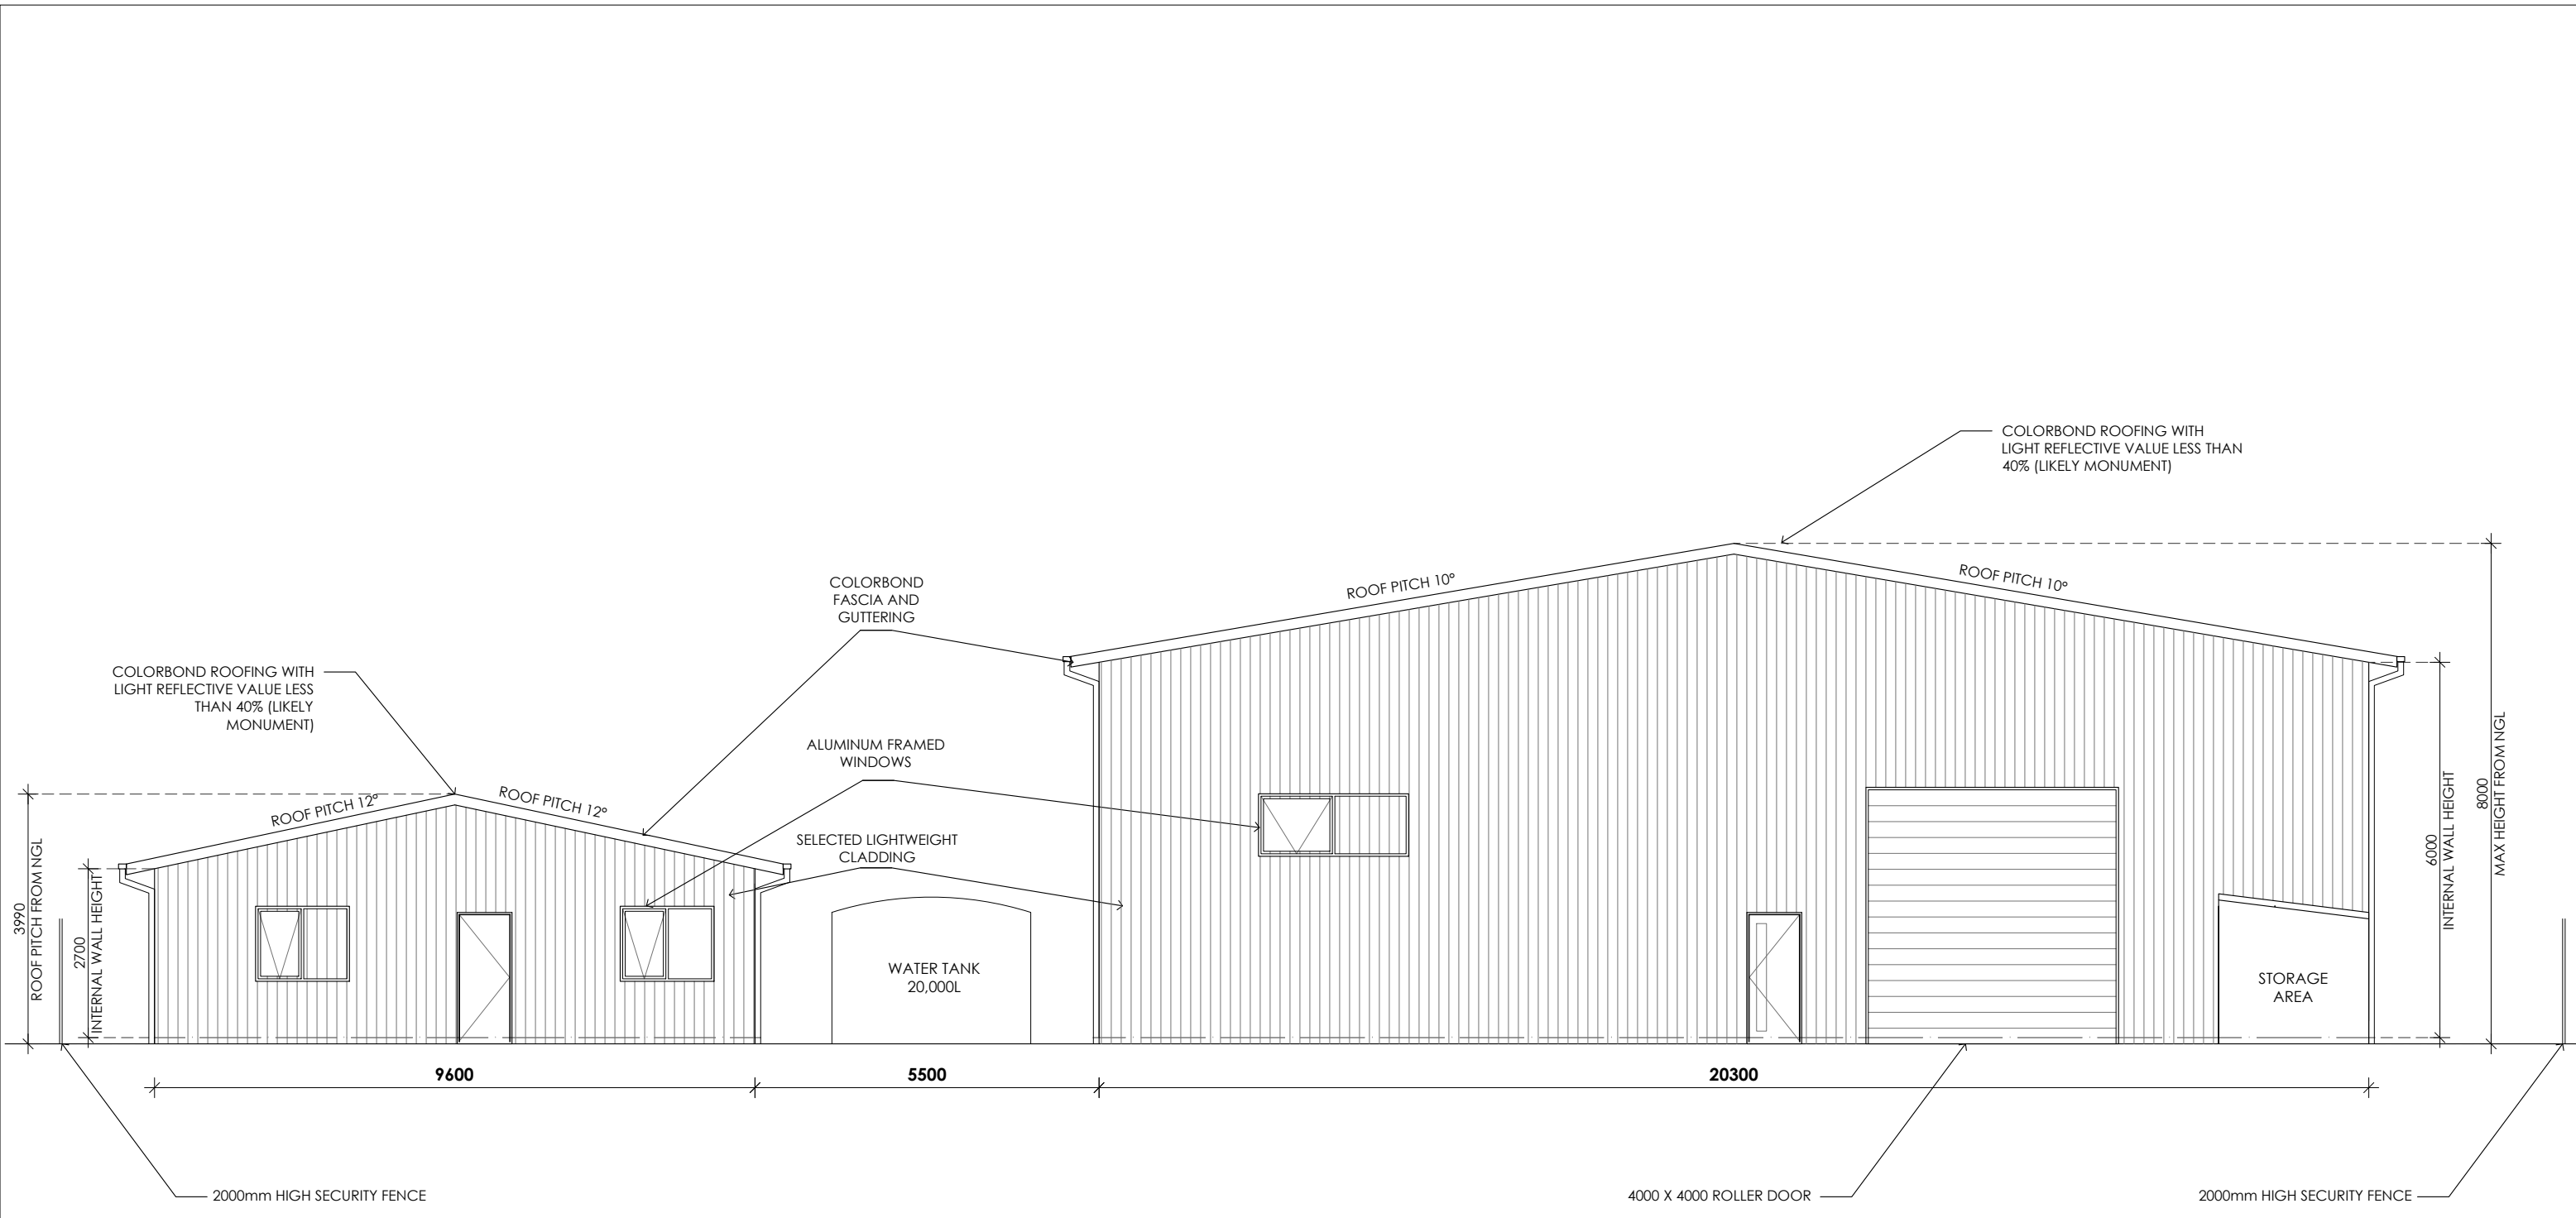 COLORBOND ROOFING WITH
LIGHT REFLECTIVE VALUE LESS THAN
40% (LIKELY MONUMENT)
ROOF PITCH 10°
ROOF PITCH 10°
COLORBOND
FASCIA AND
GUTTERING
COLORBOND ROOFING WITH
LIGHT REFLECTIVE VALUE LESS
THAN 40% (LIKELY
MONUMENT)
ALUMINUM FRAMED
WINDOWS
ROOF PITCH 12°
ROOF PITCH 12°
SELECTED LIGHTWEIGHT
CLADDING
3990
ROOF PITCH FROM NGL
2700
INTERNAL WALL HEIGHT
WATER TANK
20,000L
STORAGE
AREA
6000
INTERNAL WALL HEIGHT
8000
MAX HEIGHT FROM NGL
9600
5500
20300
2000mm HIGH SECURITY FENCE
4000 X 4000 ROLLER DOOR
2000mm HIGH SECURITY FENCE